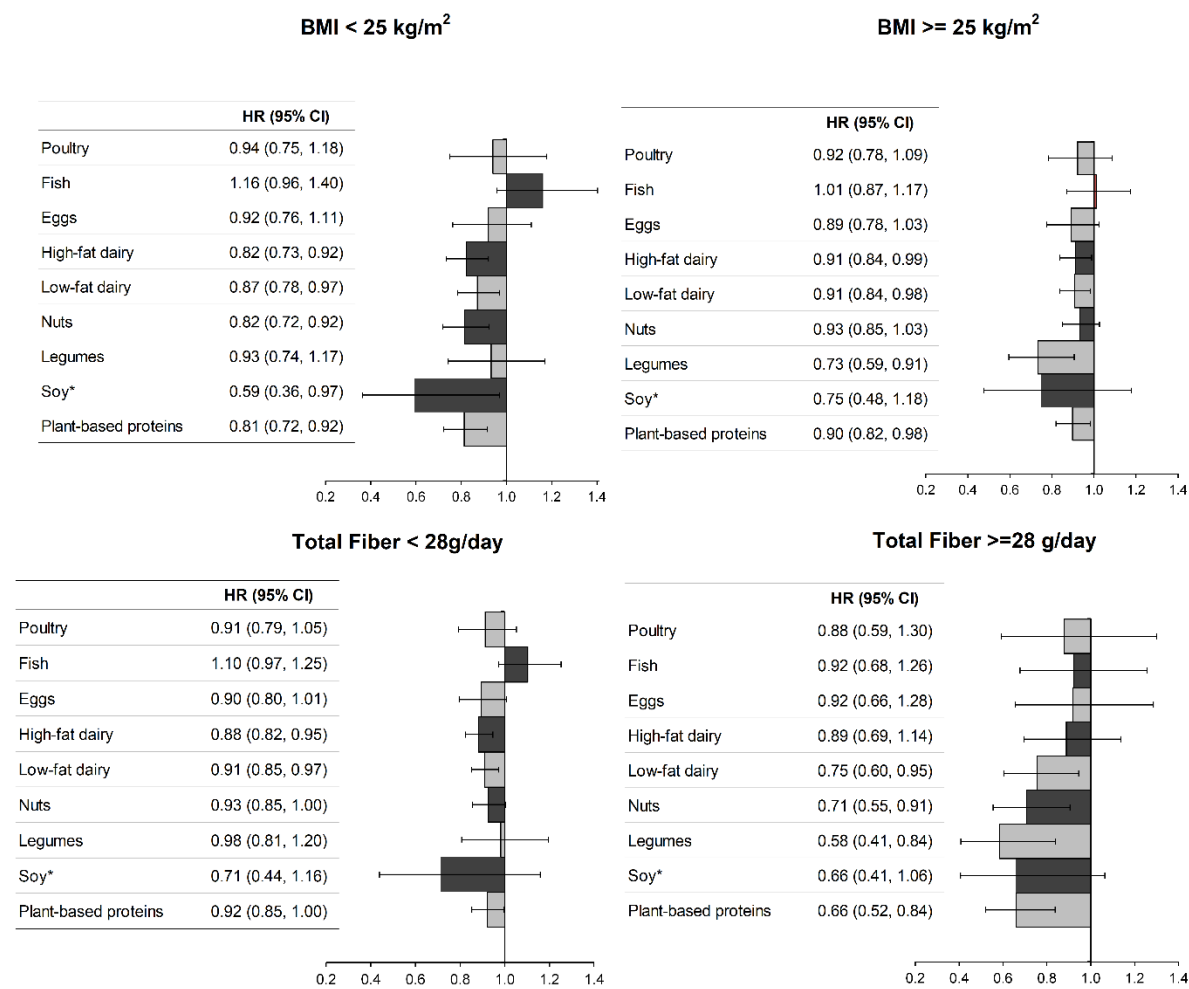 BMI < 25 kg/m²
HR (95% CI)
Poultry 0.94 (0.75, 1.18)
Fish 1.16 (0.96, 1.40)
Eggs 0.92 (0.76, 1.11)
High-fat dairy 0.82 (0.73, 0.92)
Low-fat dairy 0.87 (0.78, 0.97)
Nuts 0.82 (0.72, 0.92)
Legumes 0.93 (0.74, 1.17)
Soy* 0.59 (0.36, 0.97)
Plant-based proteins 0.81 (0.72, 0.92)
0.2 0.4 0.6 0.8 1.0 1.2 1.4
BMI >= 25 kg/m²
HR (95% CI)
Poultry 0.92 (0.78, 1.09)
Fish 1.01 (0.87, 1.17)
Eggs 0.89 (0.78, 1.03)
High-fat dairy 0.91 (0.84, 0.99)
Low-fat dairy 0.91 (0.84, 0.98)
Nuts 0.93 (0.85, 1.03)
Legumes 0.73 (0.59, 0.91)
Soy* 0.75 (0.48, 1.18)
Plant-based proteins 0.90 (0.82, 0.98)
0.2 0.4 0.6 0.8 1.0 1.2 1.4
Total Fiber < 28g/day
HR (95% CI)
Poultry 0.91 (0.79, 1.05)
Fish 1.10 (0.97, 1.25)
Eggs 0.90 (0.80, 1.01)
High-fat dairy 0.88 (0.82, 0.95)
Low-fat dairy 0.91 (0.85, 0.97)
Nuts 0.93 (0.85, 1.00)
Legumes 0.98 (0.81, 1.20)
Soy* 0.71 (0.44, 1.16)
Plant-based proteins 0.92 (0.85, 1.00)
0.2 0.4 0.6 0.8 1.0 1.2 1.4
Total Fiber >=28 g/day
HR (95% CI)
Poultry 0.88 (0.59, 1.30)
Fish 0.92 (0.68, 1.26)
Eggs 0.92 (0.66, 1.28)
High-fat dairy 0.89 (0.69, 1.14)
Low-fat dairy 0.75 (0.60, 0.95)
Nuts 0.71 (0.55, 0.91)
Legumes 0.58 (0.41, 0.84)
Soy* 0.66 (0.41, 1.06)
Plant-based proteins 0.66 (0.52, 0.84)
0.2 0.4 0.6 0.8 1.0 1.2 1.4